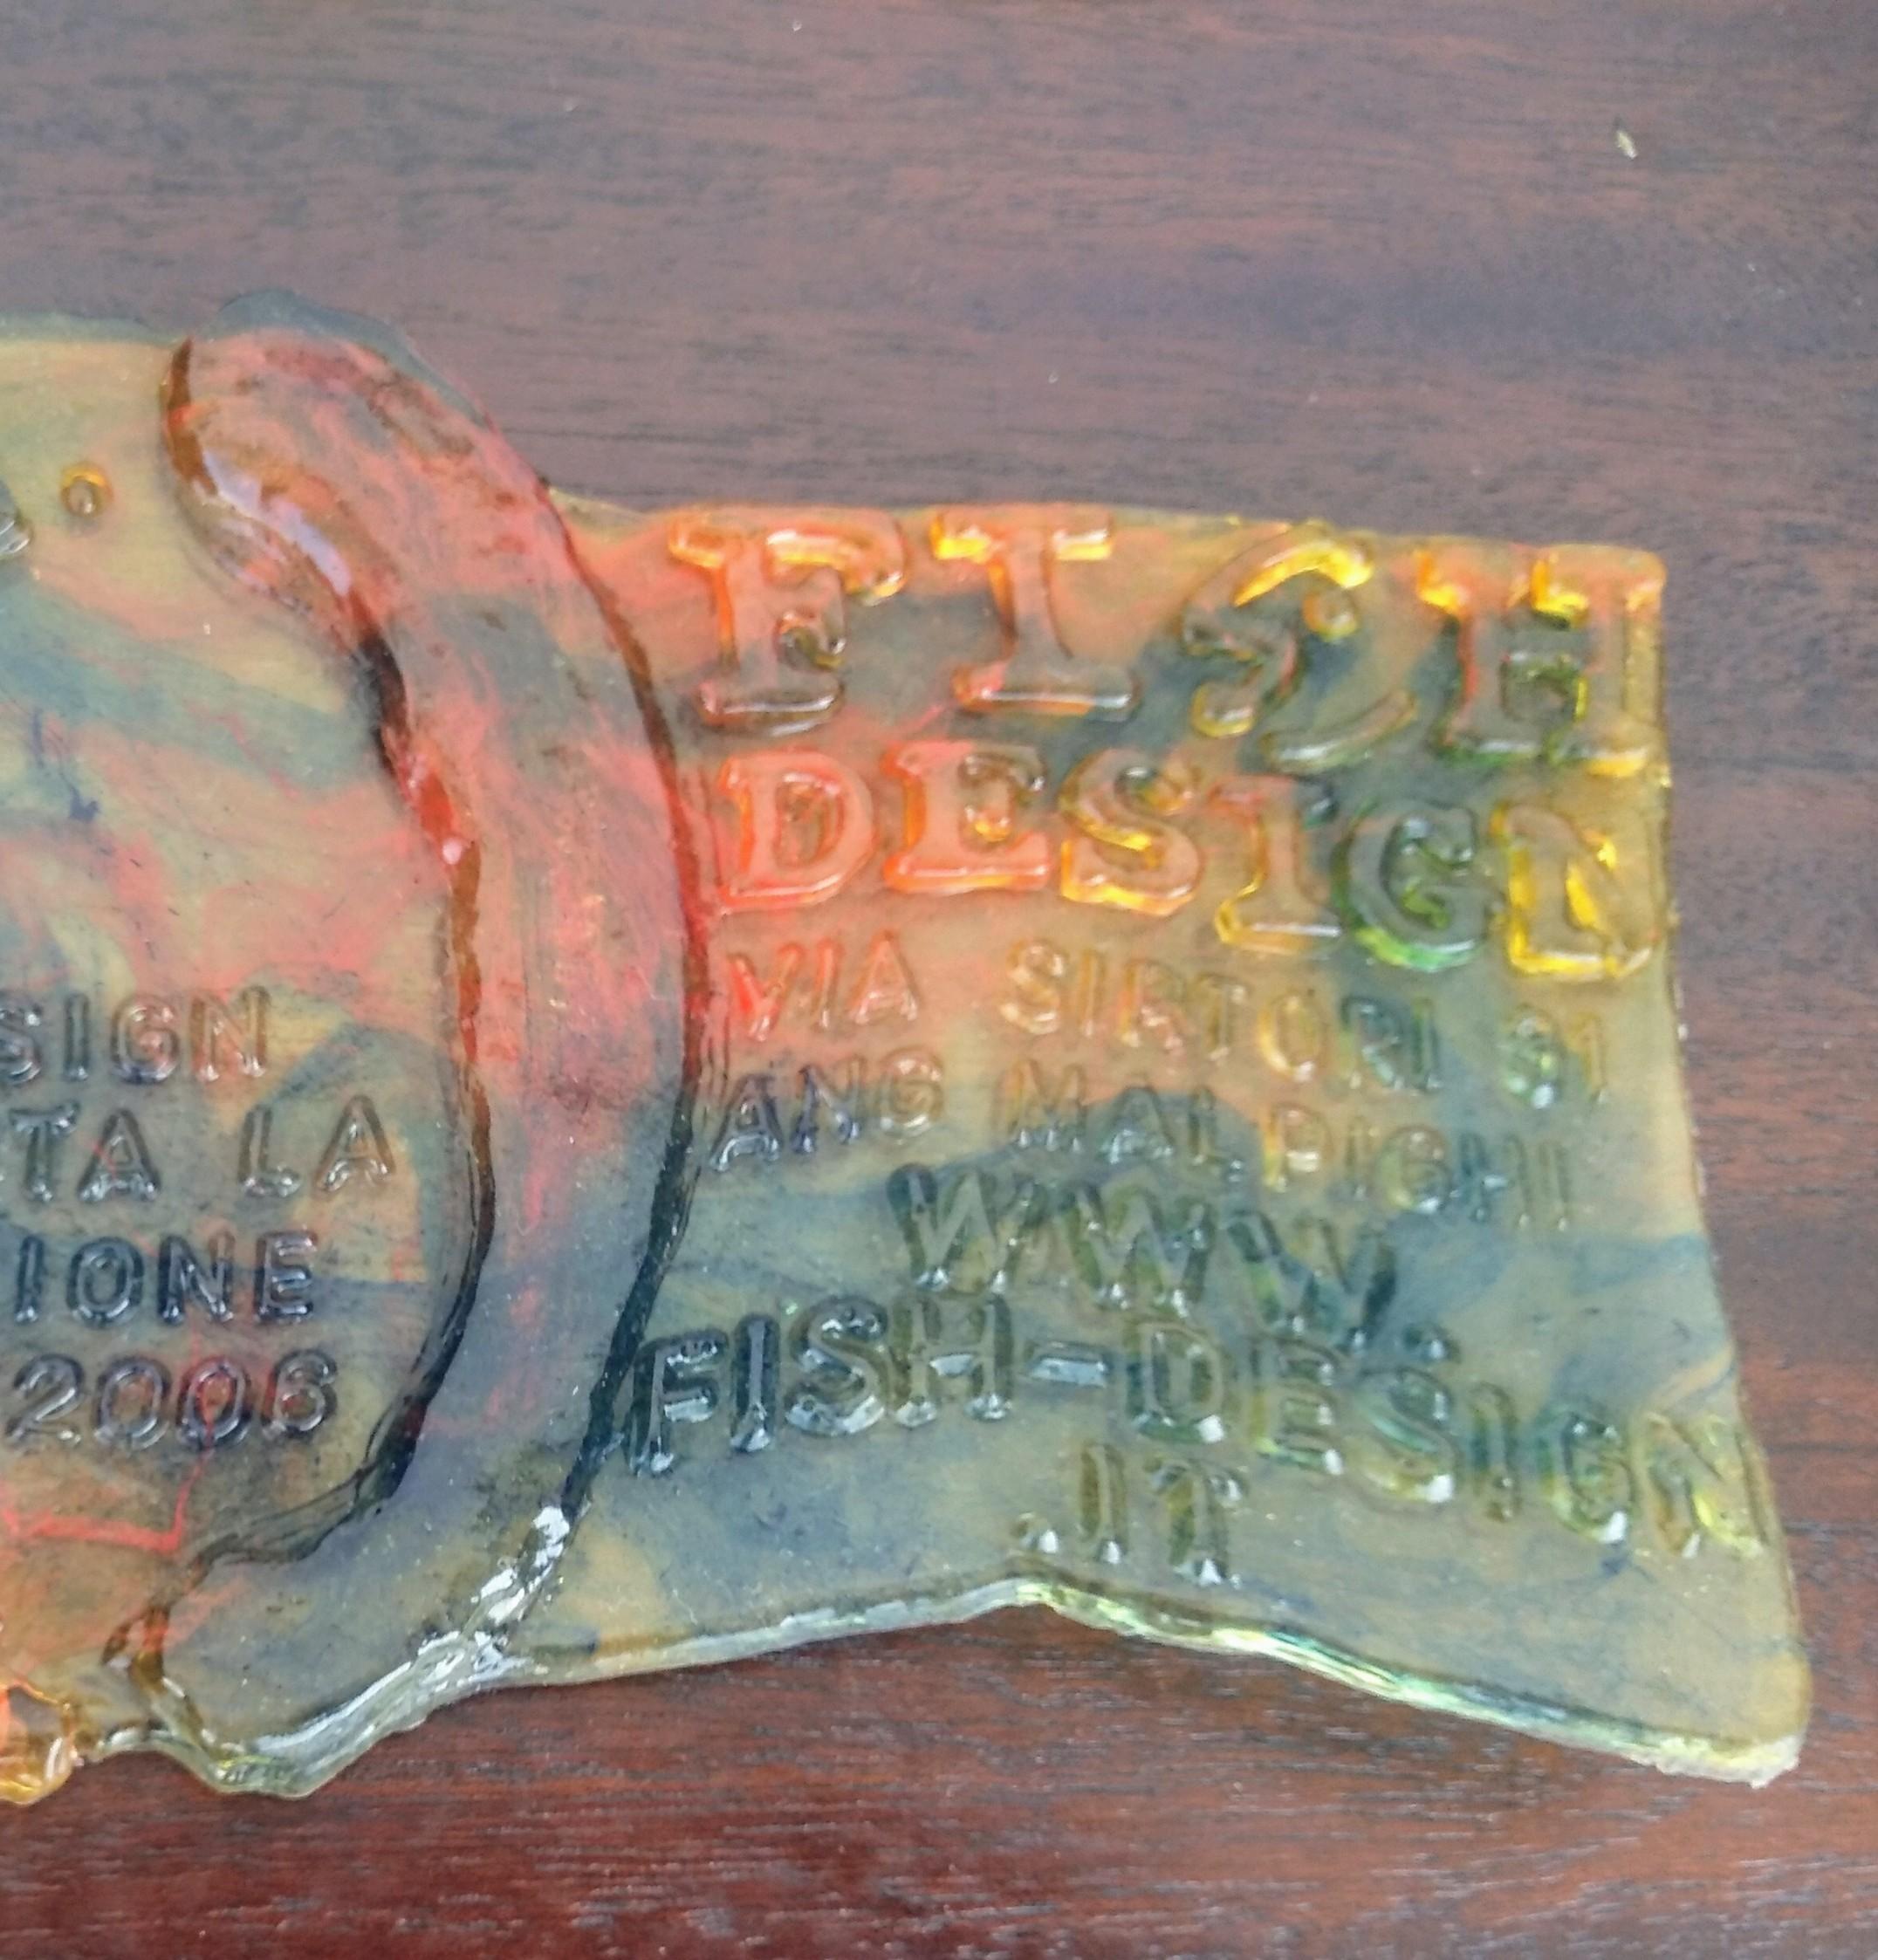 SIGN
TA LA
IONE
2006
FISH
DESIGN
VIA SIRTORI
ANG MALPIGHI
WWW.
FISH-DESIGN
.IT